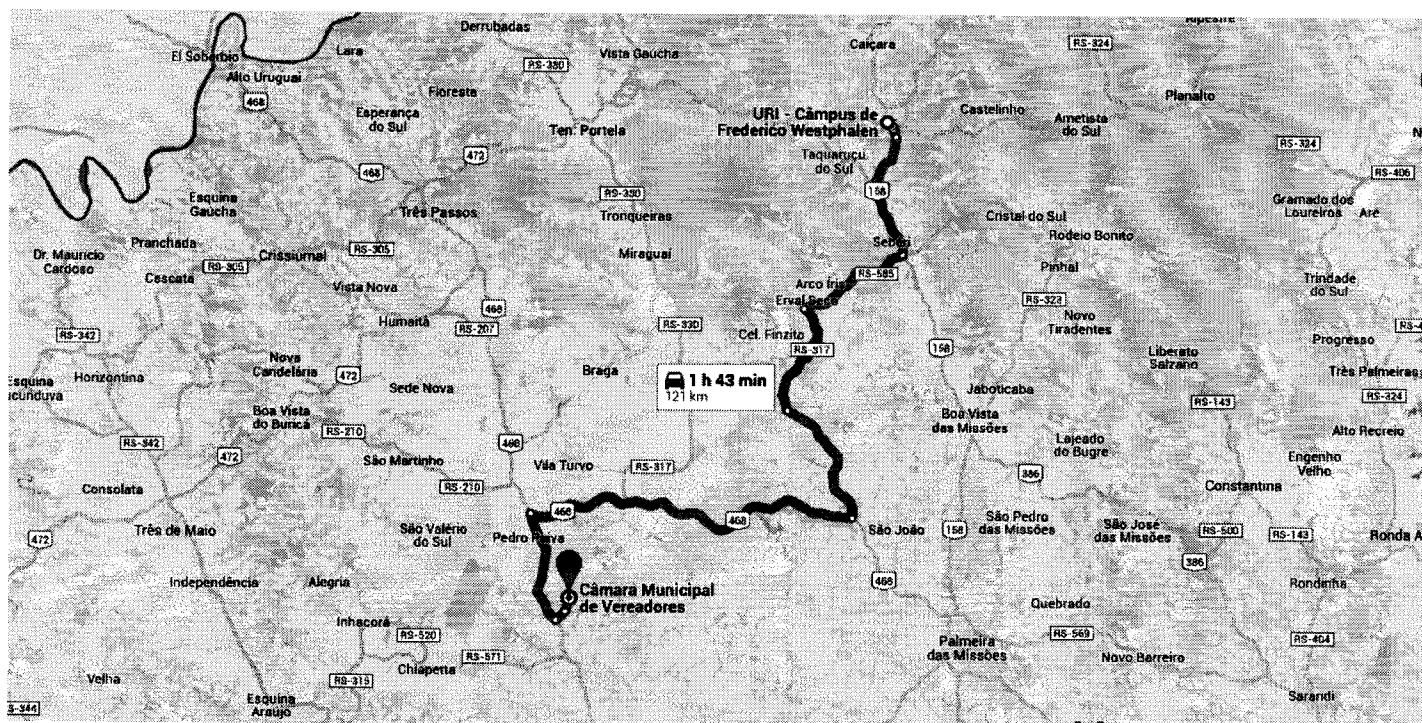 Derrubadas
Ripestre
El Soberbio
Lara
Vista Gaúcha
Caiçara
RS-324
Alto Uruguai
RS-330
468
Floresta
Planalto
Esperança
do Sul
Ten. Portela
URI - Câmpus de
Frederico Westphalen
Castelinho
Ametista
do Sul
472
Taquaruçu
do Sul
RS-324
468
RS-406
158
Esquina
Gaúcha
RS-330
Três Passos
Tronqueiras
Cristal do Sul
Gramado dos
Loureiros
Pranchada
RS-305
Seberi
Rodeio Bonito
Dr. Maurício
Cardoso
Crissiumal
Miraguaí
Cascata
RS-305
RS-585
Pinhal
Trindade
do Sul
Vista Nova
Arco Íris
Erval Seco
468
RS-323
Humaitá
RS-207
RS-330
Novo
Tiradentes
RS-342
Cel. Finzito
RS-317
158
Progresso
Nova
Candelária
Liberato
Salzano
Horizontina
472
Braga
1 h 43 min
121 km
Três Palmeiras
Esquina
Sede Nova
Jaboticaba
RS-143
RS-324
Boa Vista
do Buricá
RS-210
Boa Vista
das Missões
RS-342
468
Lajeado
do Bugre
Alto Recreio
472
São Martinho
Vila Turvo
RS-317
386
Engenho
Velho
Consolata
RS-210
Constantina
472
Três de Maio
São Valério
do Sul
468
Pedro Paiva
468
São João
158
São Pedro
das Missões
São José
das Missões
RS-500
RS-143
386
Independência
Alegria
Câmara Municipal
de Vereadores
468
Rondinha
Inhacorá
RS-520
Quebrado
RS-569
RS-404
Chiapetta
RS-571
Palmeira
das Missões
Novo Barreiro
Velha
RS-315
Esquina
Araújo
Sarandi
RS-344